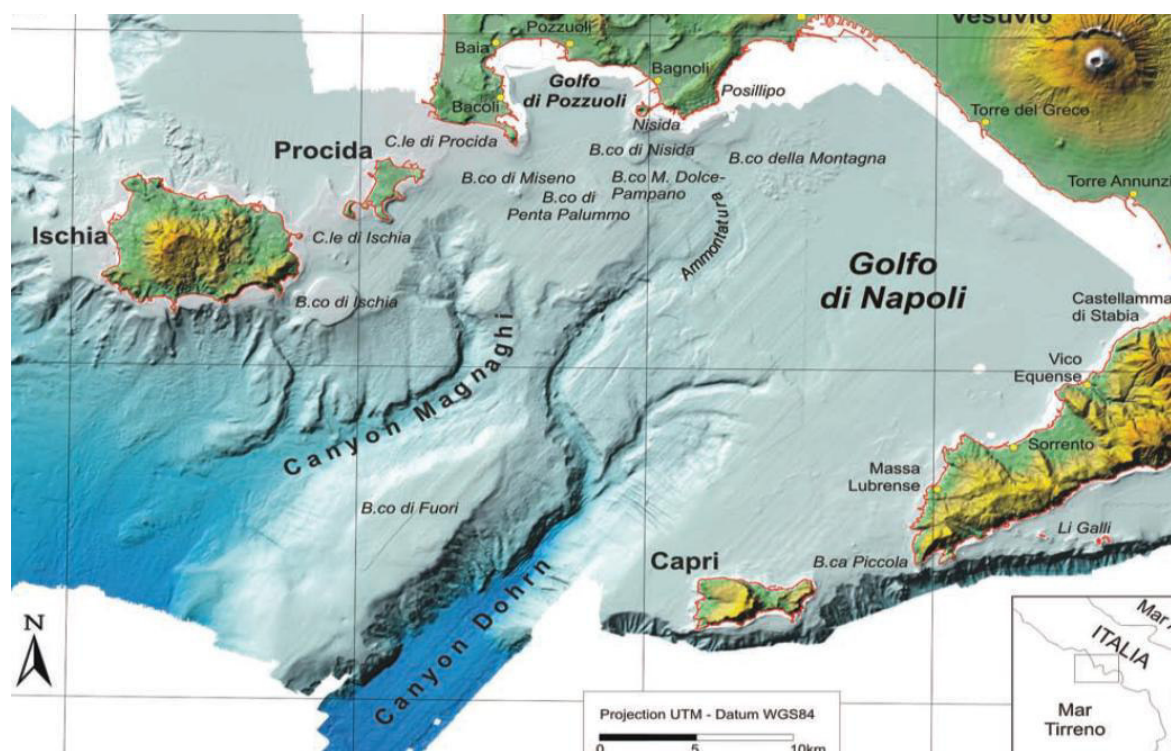 Vesuvio
Pozzuoli
Baia
Golfo
di Pozzuoli
Bagnoli
Posillipo
Bacoli
Nisida
Torre del Greco
C.le di Procida
B.co di Nisida
Procida
B.co della Montagna
B.co di Miseno
B.co M. Dolce-
Pampano
Torre Annunzi
B.co di
Penta Palummo
Ischia
C.le di Ischia
Ammontatura
Golfo
di Napoli
B.co di Ischia
Castellamma
di Stabia
Canyon Magnaghi
Vico
Equense
Sorrento
Massa
Lubrense
B.co di Fuori
Li Galli
Capri
B.ca Piccola
Canyon Dohrn
N
Mar
ITALIA
Mar
Tirreno
Projection UTM - Datum WGS84
0 5 10km